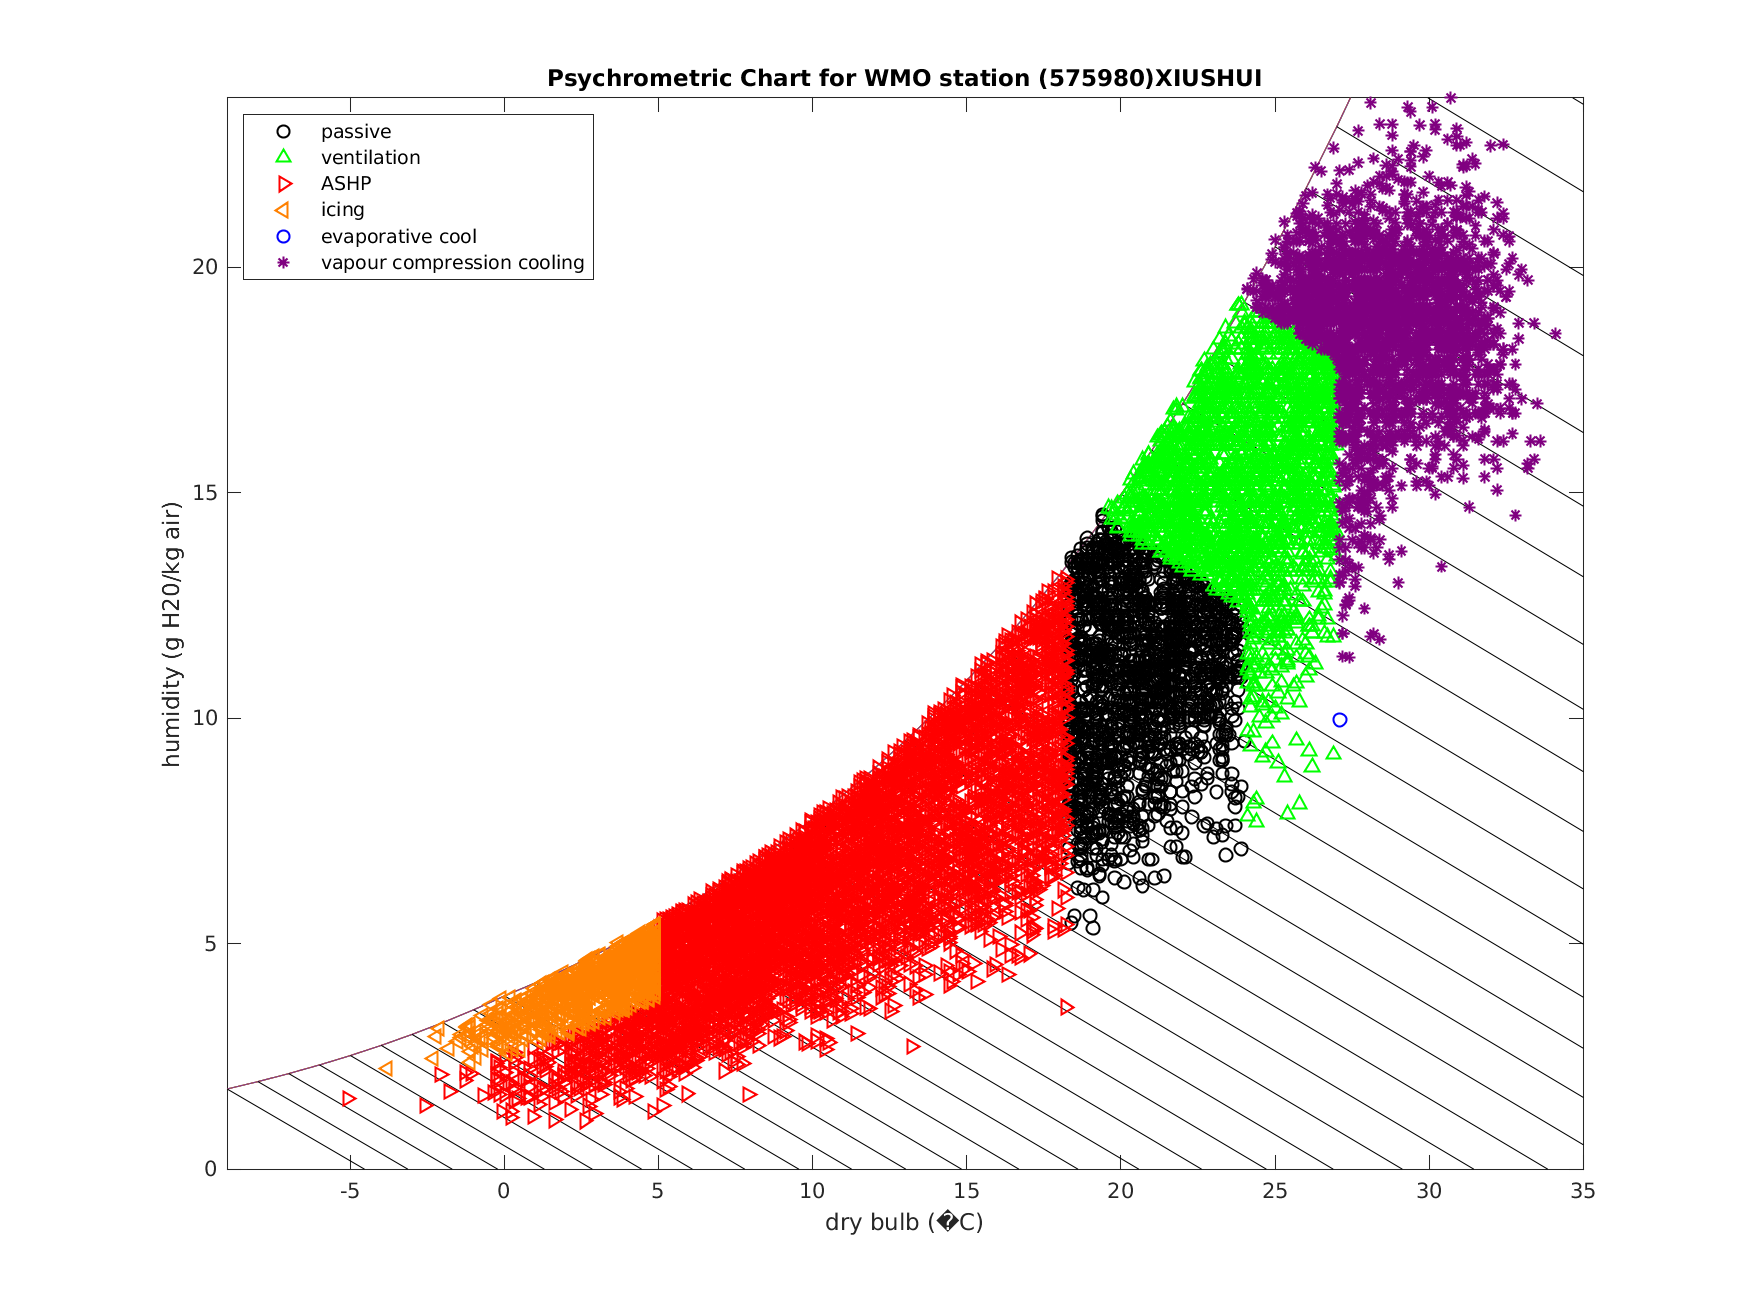 Psychrometric Chart for WMO station (575980)XIUSHUI
passive
ventilation
ASHP
icing
evaporative cool
vapour compression cooling
humidity (g H20/kg air)
20
15
10
5
0
-5 0 5 10 15 20 25 30 35
dry bulb (�C)